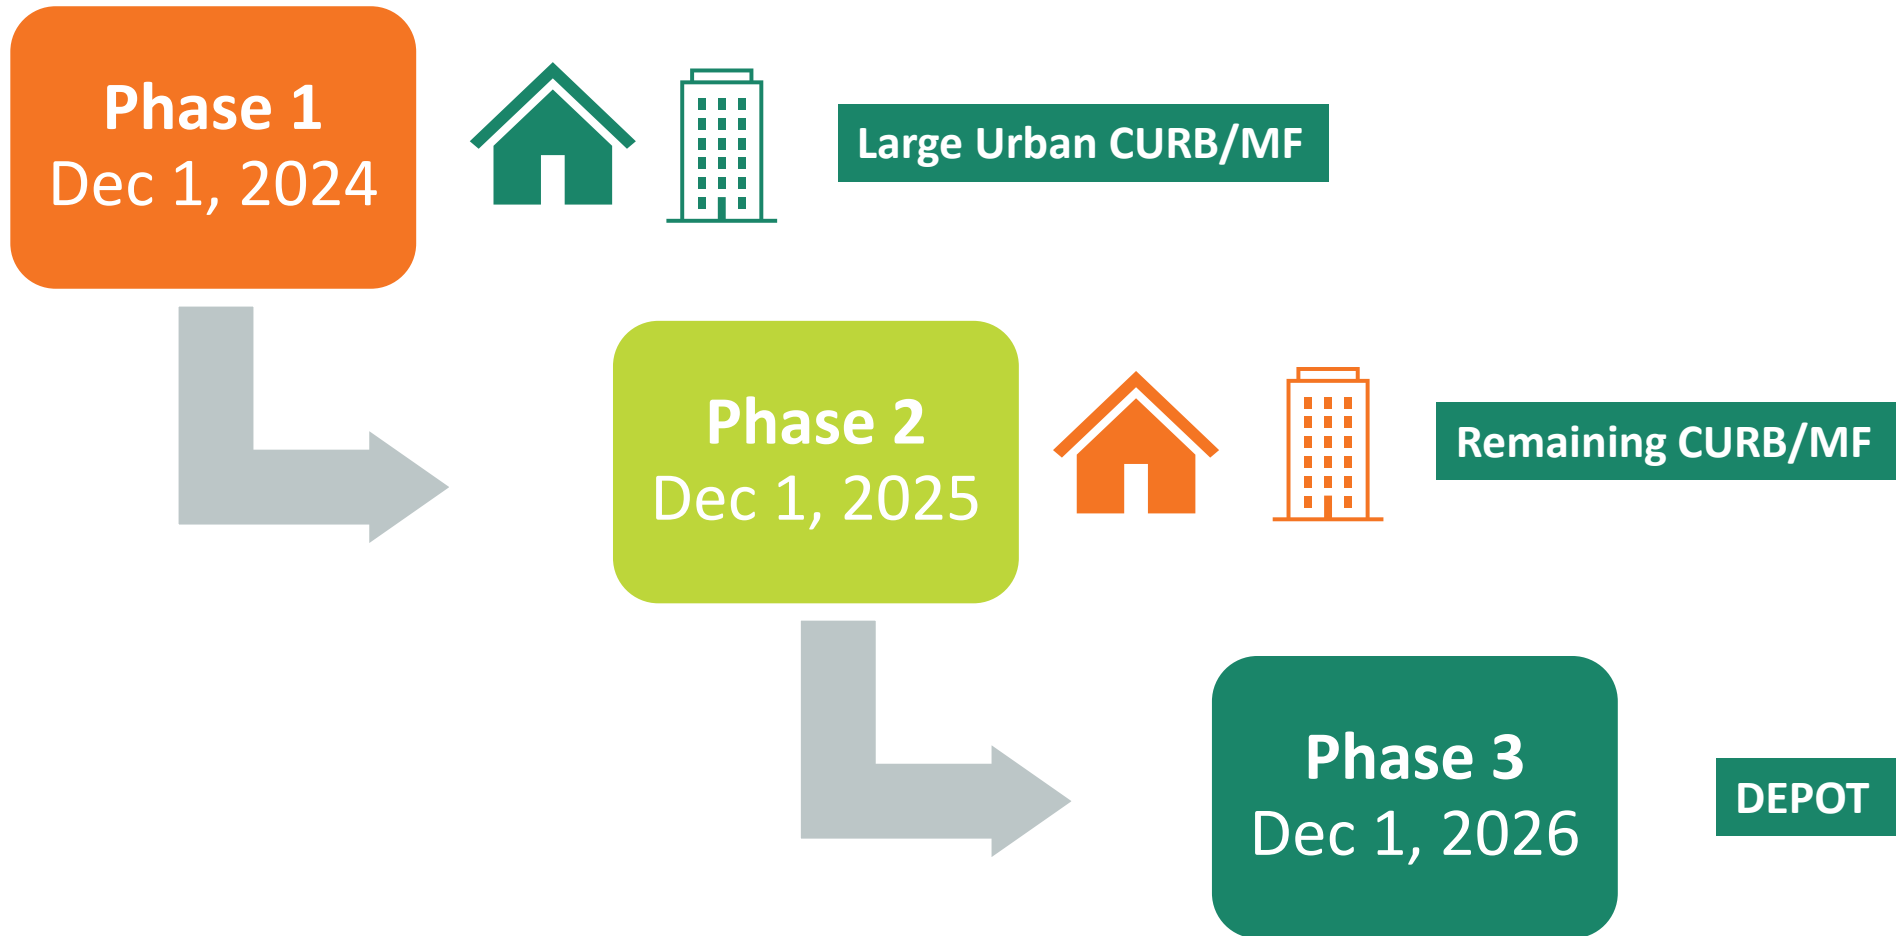 Phase 1
Dec 1, 2024
Large Urban CURB/MF
Phase 2
Dec 1, 2025
Remaining CURB/MF
Phase 3
Dec 1, 2026
DEPOT